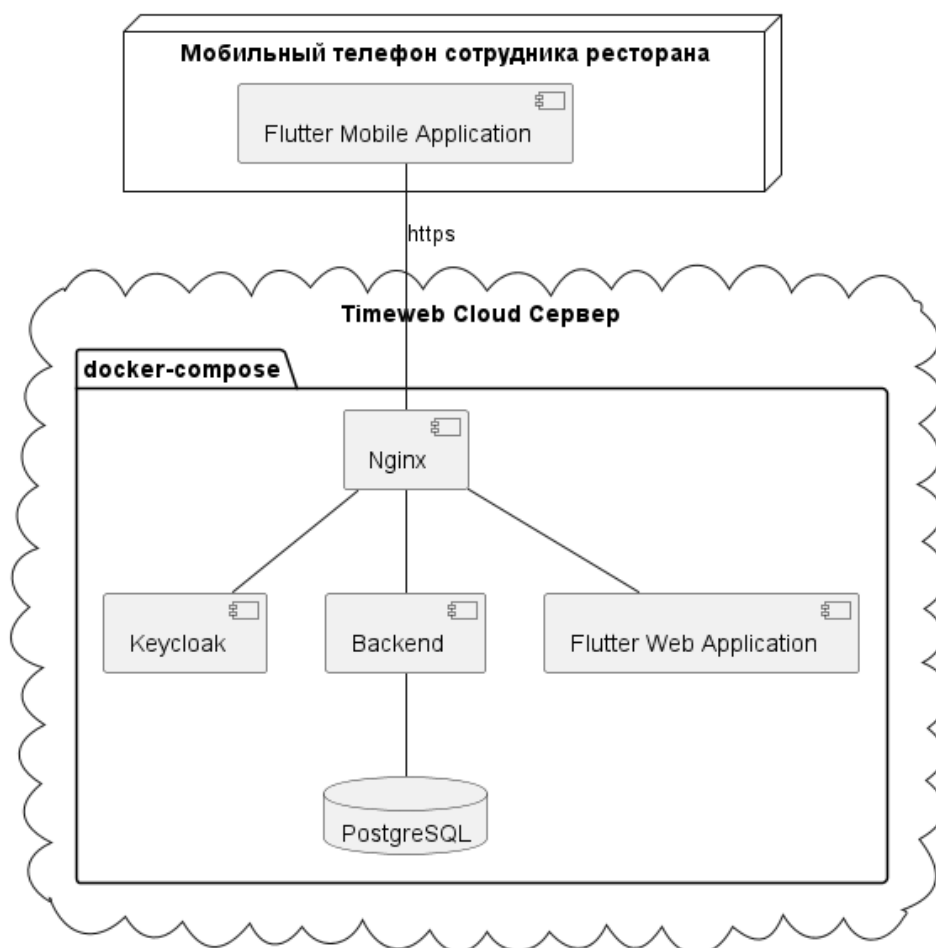 Мобильный телефон сотрудника ресторана
Flutter Mobile Application
https
Timeweb Cloud Сервер
docker-compose
Nginx
Keycloak
Backend
Flutter Web Application
PostgreSQL